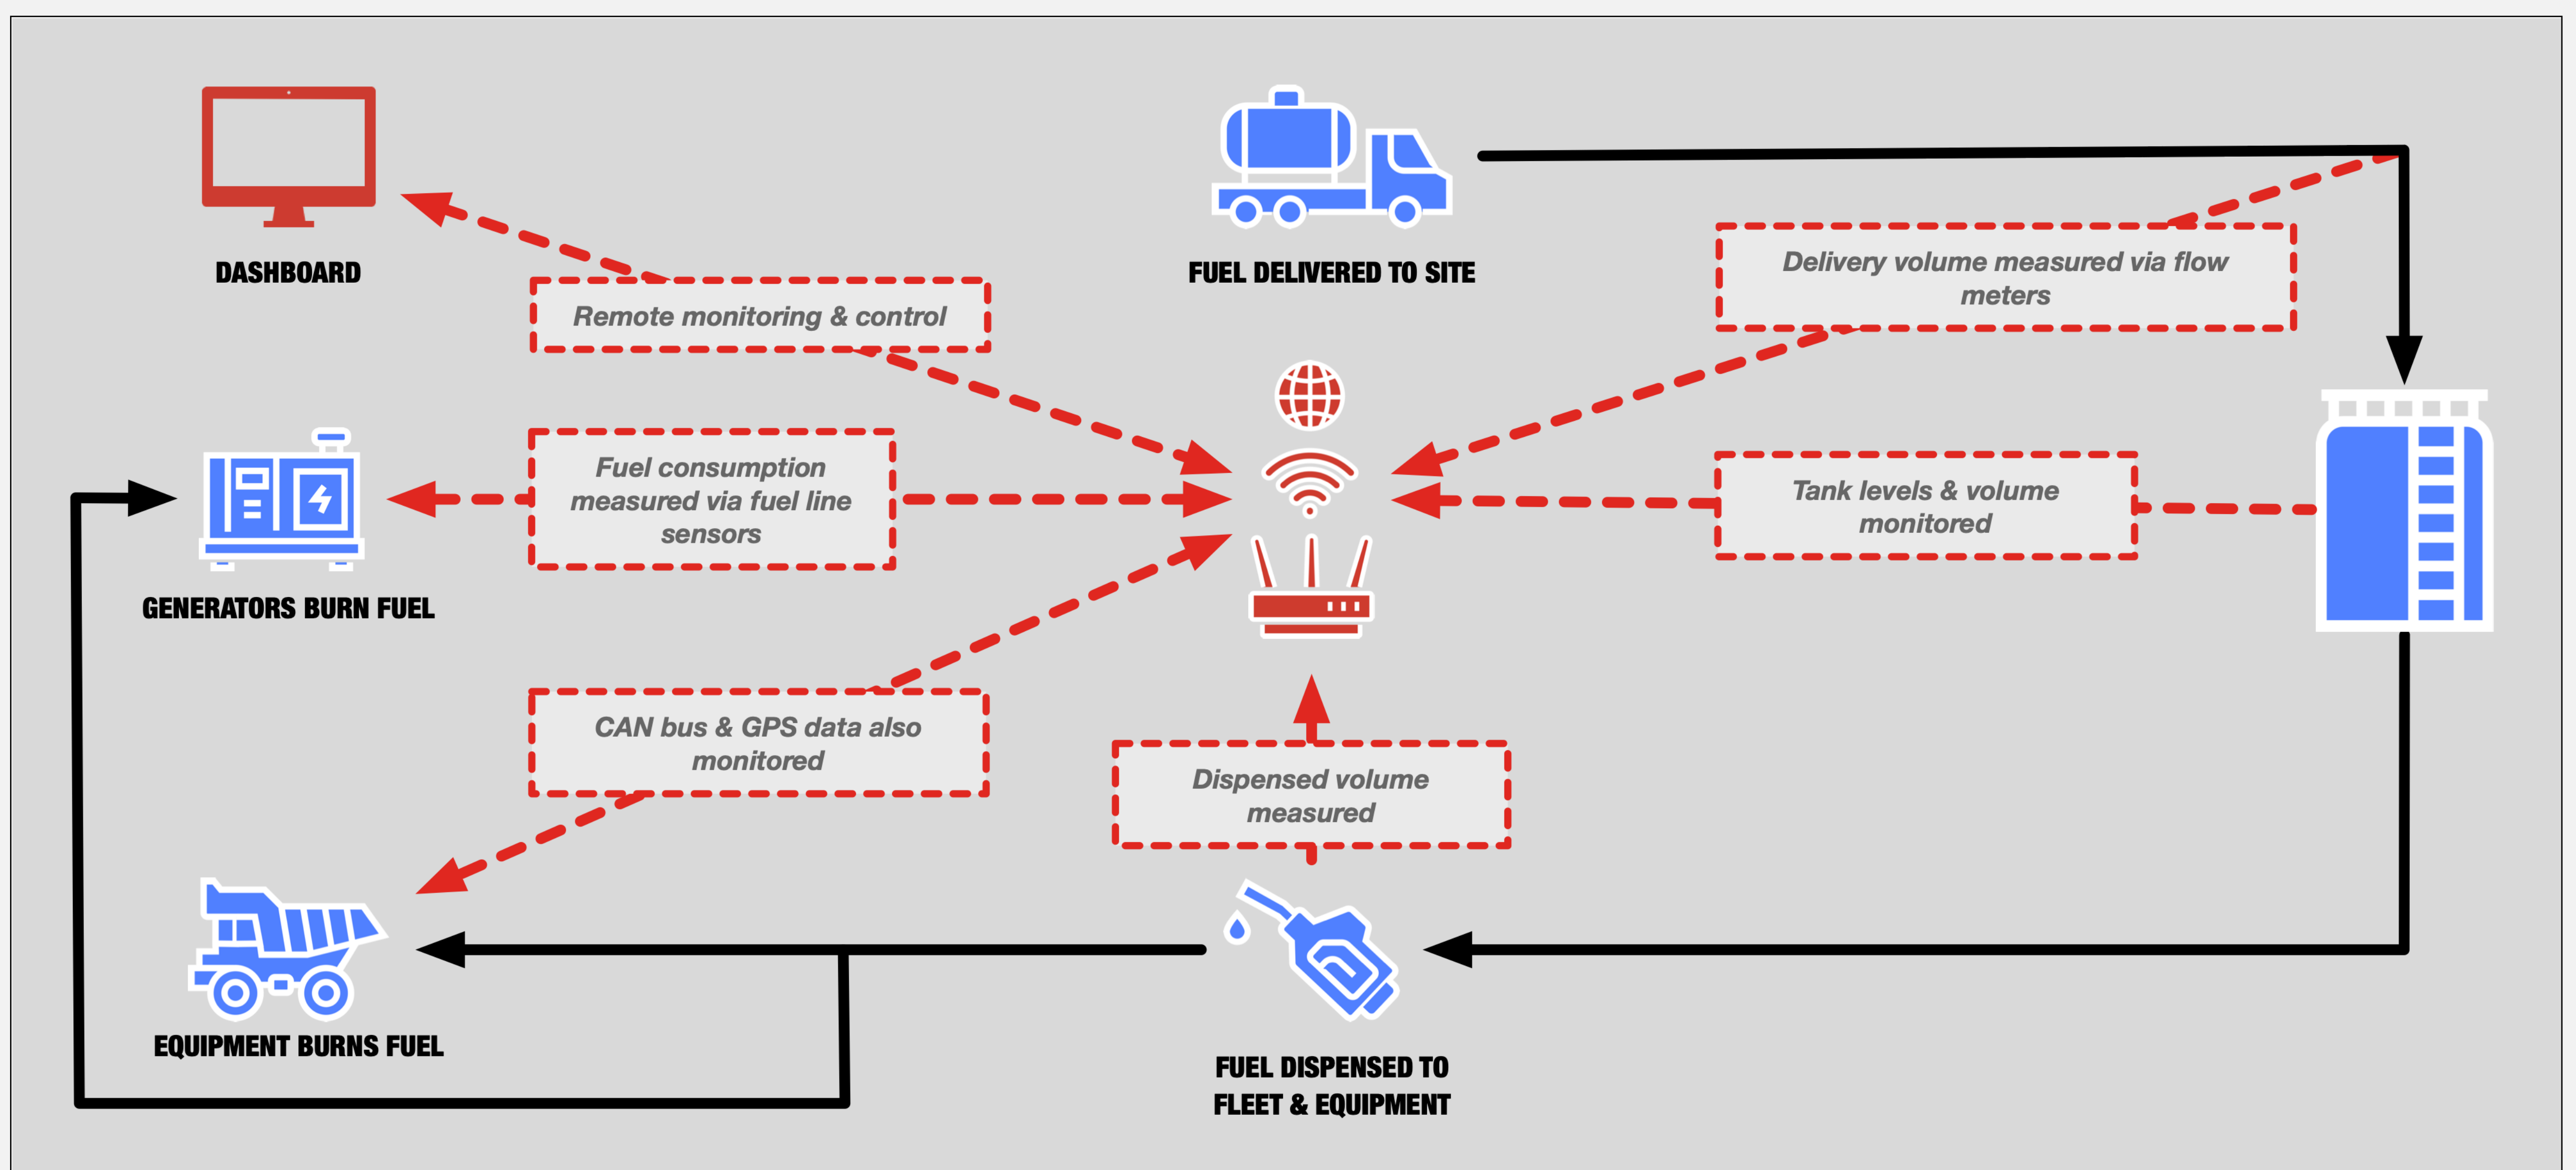 DASHBOARD
FUEL DELIVERED TO SITE
Delivery volume measured via flow
meters
Remote monitoring & control
Fuel consumption
measured via fuel line
sensors
Tank levels & volume
monitored
GENERATORS BURN FUEL
CAN bus & GPS data also
monitored
Dispensed volume
measured
EQUIPMENT BURNS FUEL
FUEL DISPENSED TO
FLEET & EQUIPMENT